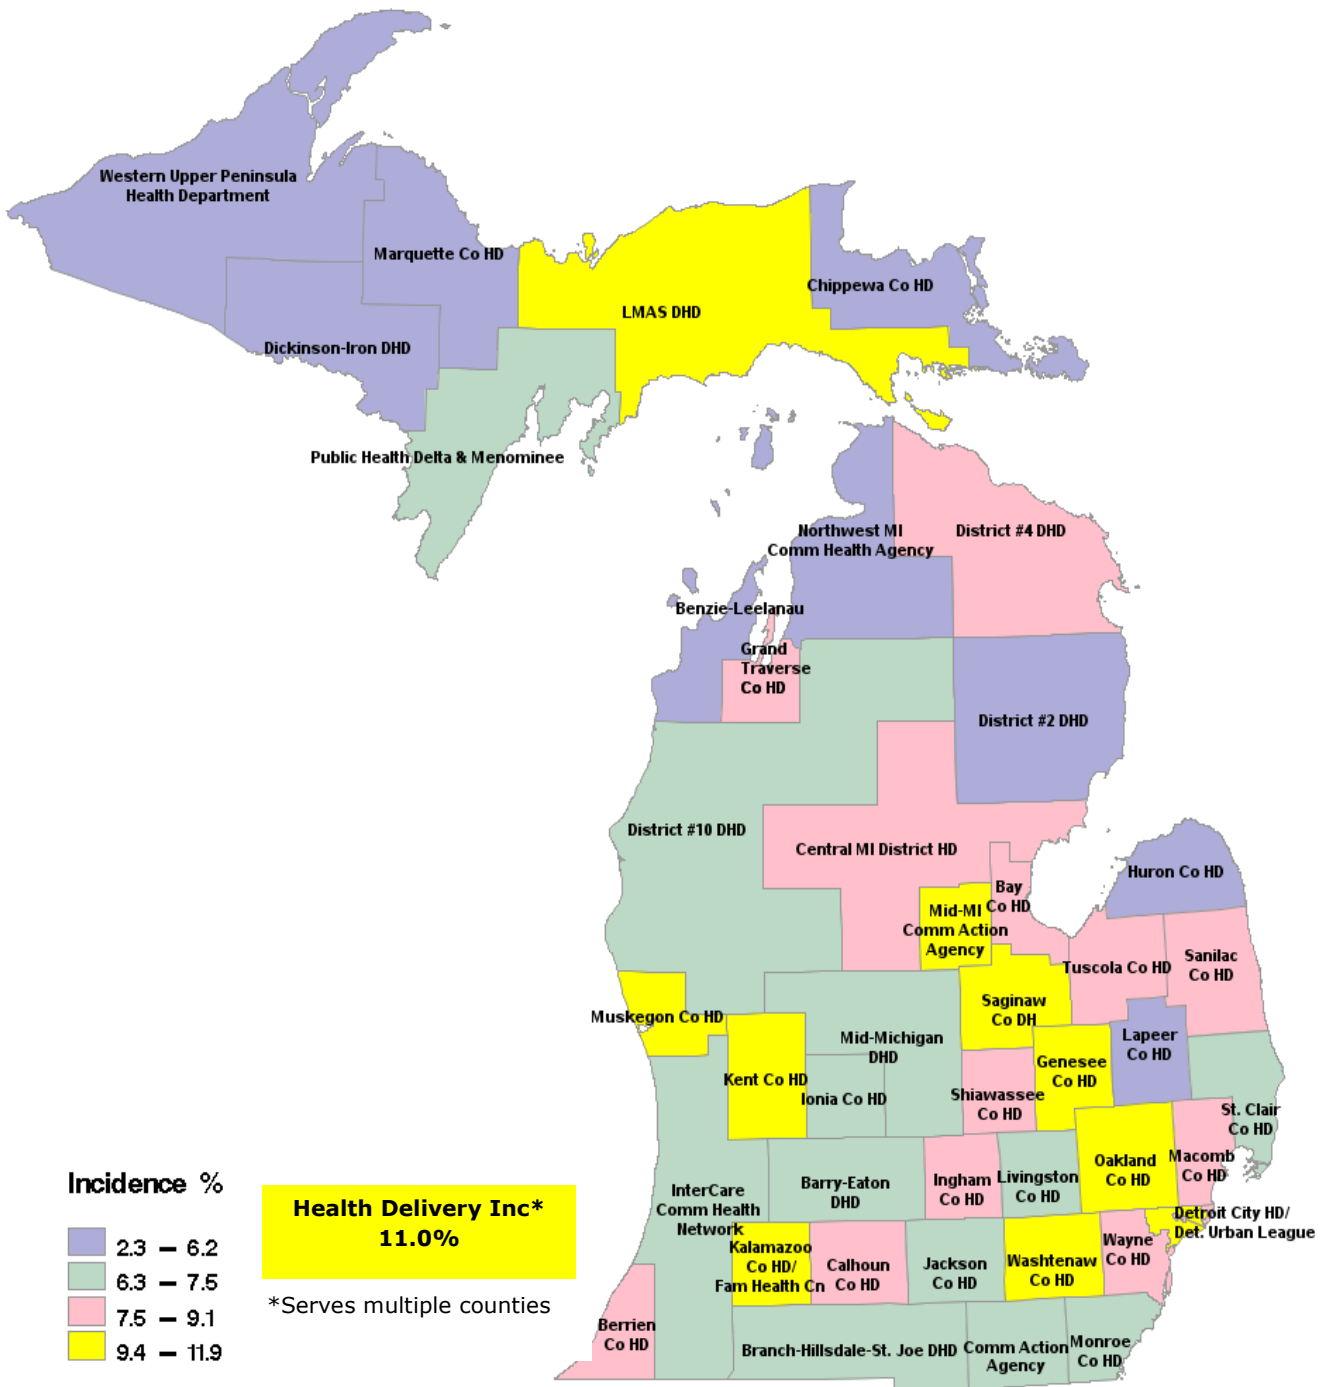 Western Upper Peninsula
Health Department
Marquette Co HD
Chippewa Co HD
LMAS DHD
Dickinson-Iron DHD
Public Health Delta & Menominee
Northwest MI
Comm Health Agency
District #4 DHD
Benzie-Leelanau
Grand
Traverse
Co HD
District #2 DHD
District #10 DHD
Central MI District HD
Huron Co HD
Bay
Co HD
Mid-MI
Comm Action
Agency
Tuscola Co HD
Sanilac
Co HD
Saginaw
Co DH
Muskegon Co HD
Mid-Michigan
DHD
Lapeer
Co HD
Genesee
Co HD
Kent Co HD
Ionia Co HD
Shiawassee
Co HD
St. Clair
Co HD
Macomb
Co HD
Oakland
Co HD
Livingston
Co HD
Ingham
Co HD
Barry-Eaton
DHD
InterCare
Comm Health
Network
Detroit City HD/
Det. Urban League
Wayne
Co HD
Washtenaw
Co HD
Jackson
Co HD
Calhoun
Co HD
Kalamazoo
Co HD/
Fam Health Cn
Berrien
Co HD
Branch-Hillsdale-St. Joe DHD
Comm Action
Agency
Monroe
Co HD
Incidence %
2.3 – 6.2
6.3 – 7.5
7.5 – 9.1
9.4 – 11.9
Health Delivery Inc*
11.0%
*Serves multiple counties